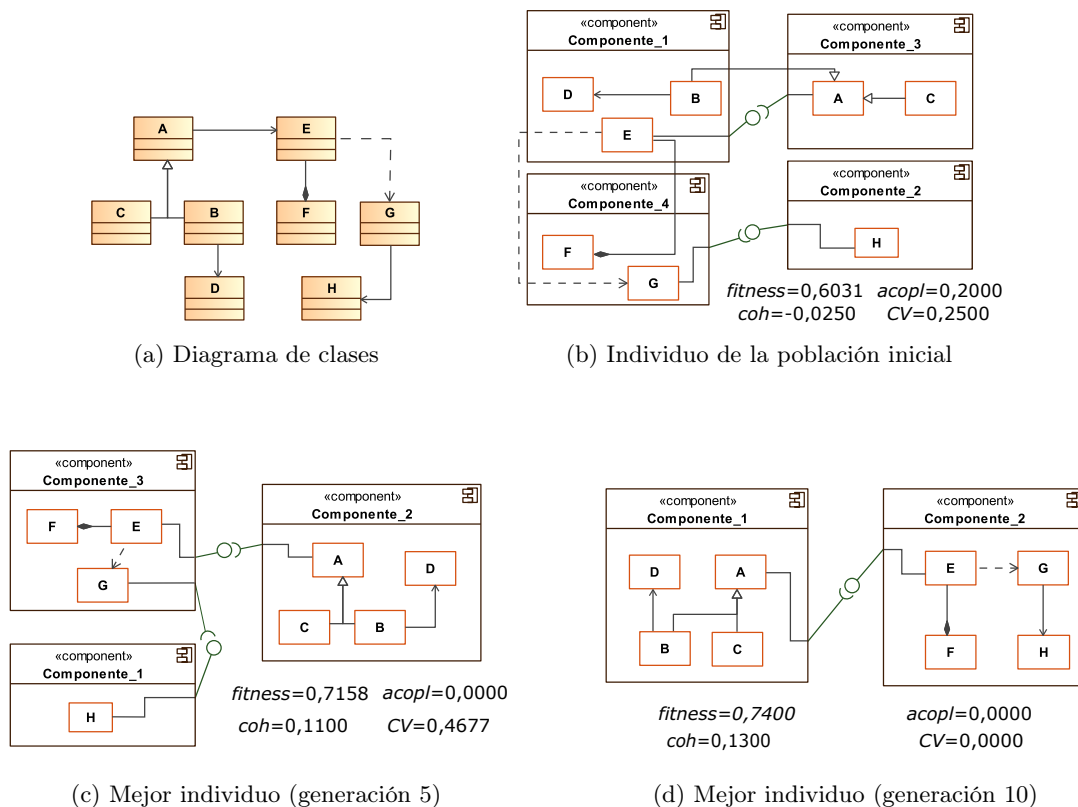 A
E
C
B
F
G
D
H
(a) Diagrama de clases
«component»
Componente_1
D
B
E
«component»
Componente_3
A
C
«component»
Componente_4
F
G
«component»
Componente_2
H
fitness=0,6031 acopl=0,2000
coh=-0,0250 CV=0,2500
(b) Individuo de la población inicial
«component»
Componente_3
F
E
G
«component»
Componente_2
A
D
C
B
«component»
Componente_1
H
fitness=0,7158 acopl=0,0000
coh=0,1100 CV=0,4677
(c) Mejor individuo (generación 5)
«component»
Componente_1
D
A
B
C
«component»
Componente_2
E
G
F
H
fitness=0,7400 acopl=0,0000
coh=0,1300 CV=0,0000
(d) Mejor individuo (generación 10)